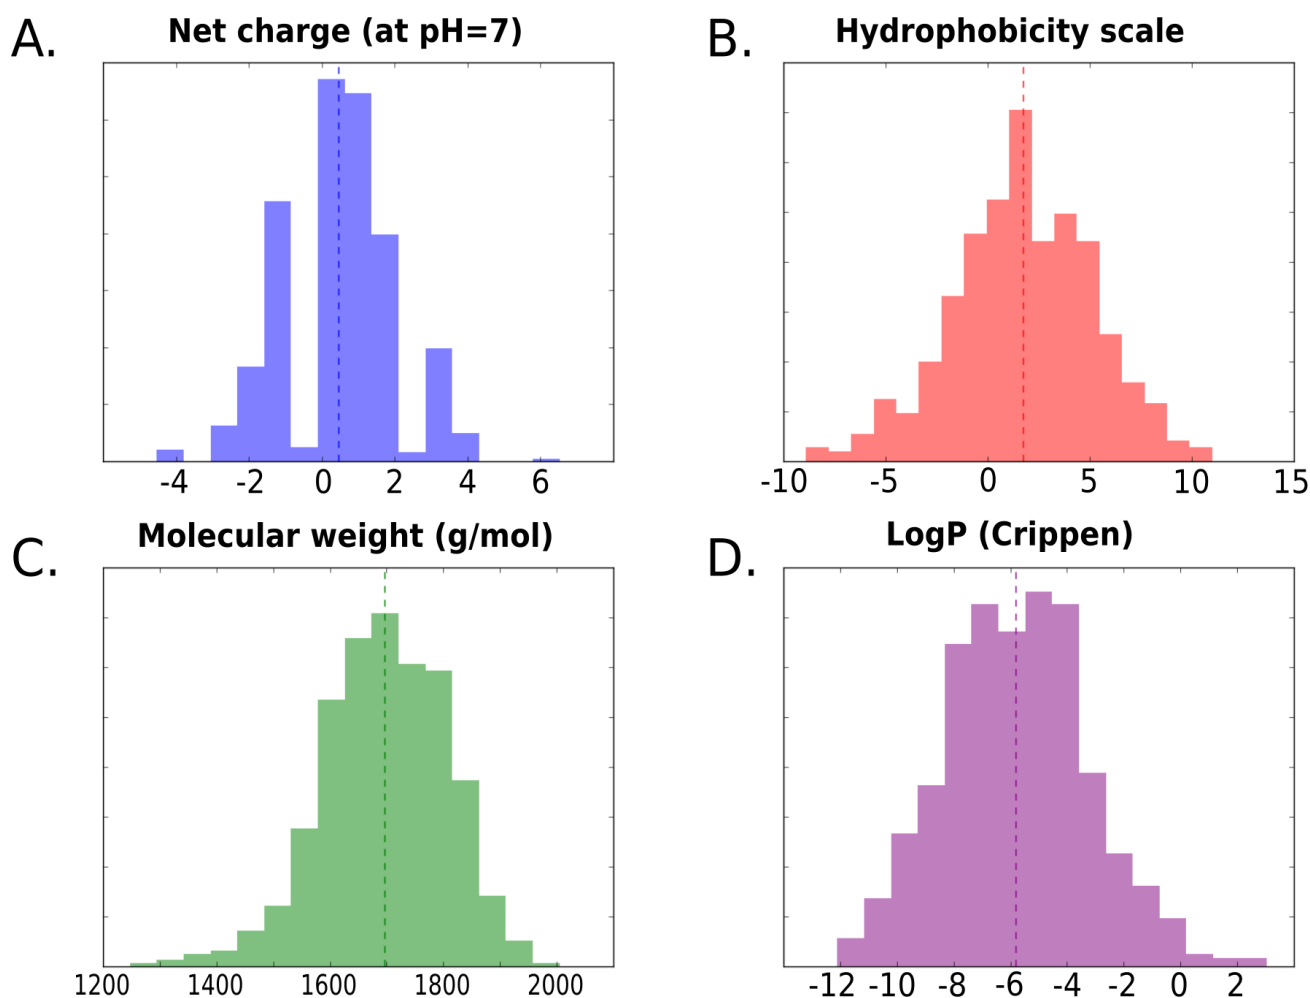 A.
Net charge (at pH=7)
-4 -2 0 2 4 6
B.
Hydrophobicity scale
-10 -5 0 5 10 15
C.
Molecular weight (g/mol)
1200 1400 1600 1800 2000
D.
LogP (Crippen)
-12 -10 -8 -6 -4 -2 0 2